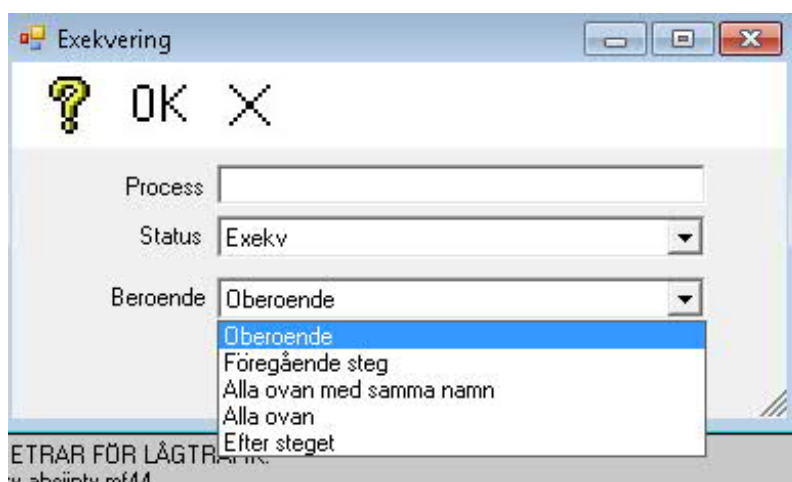 Exekvering
OK
Process
Status Exekv
Beroende Oberoende
Oberoende
Föregående steg
Alla ovan med samma namn
Alla ovan
Efter steget
ETRAR FÖR LÅGTR